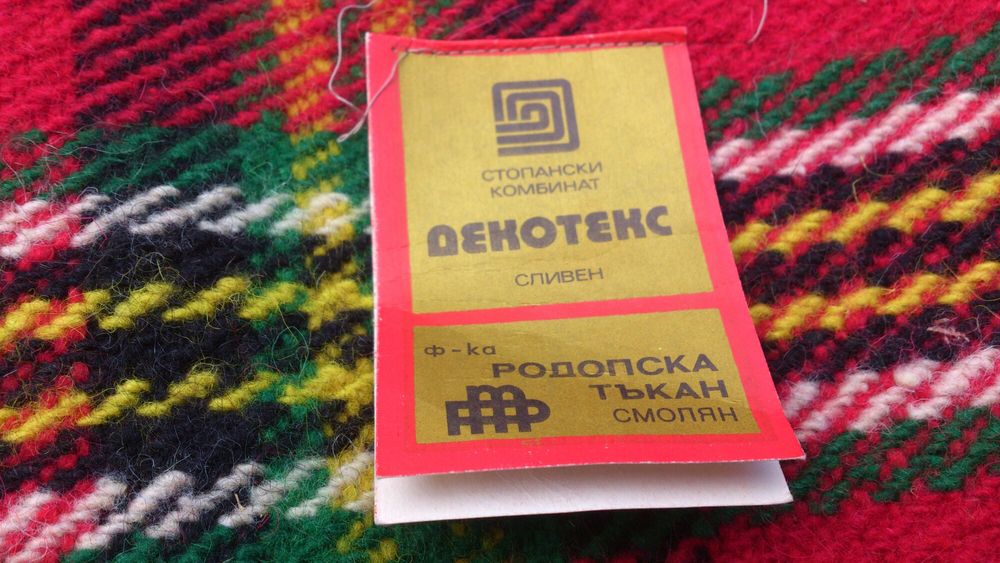 СТОПАНСКИ
КОМБИНАТ
ДЕКОТЕКС
СЛИВЕН
ф-ка
РОДОПСКА
ТЪКАН
СМОЛЯН